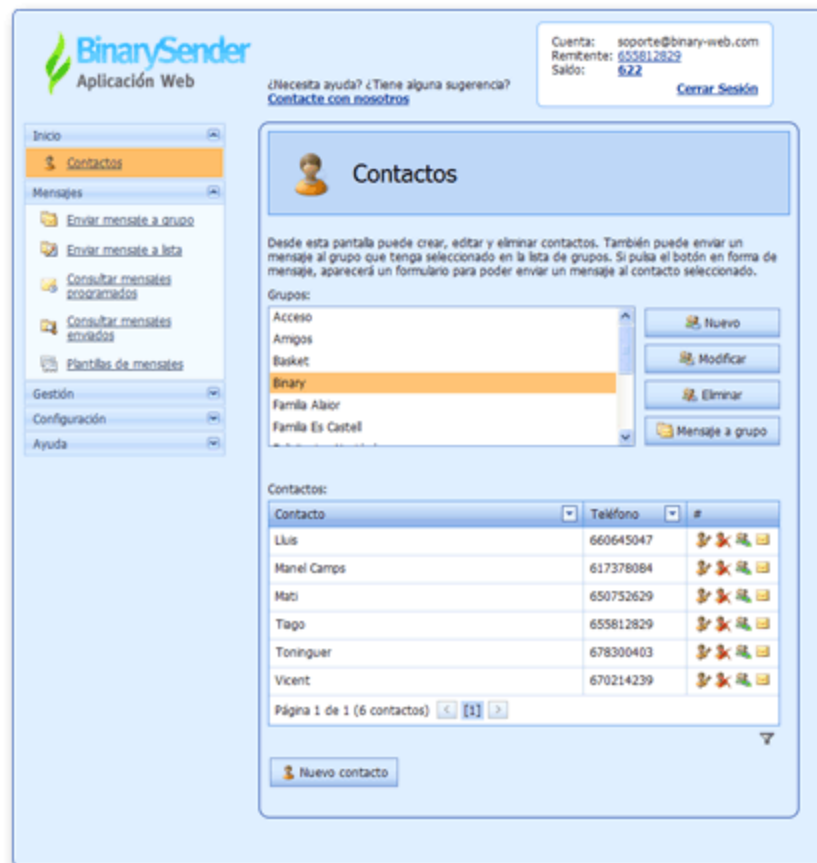 BinarySender
Aplicación Web
¿Necesita ayuda? ¿Tiene alguna sugerencia?
Contacte con nosotros
Cuenta: soporte@binary-web.com
Remitente: 655812829
Saldo: 622
Cerrar Sesión
Inicio
Contactos
Mensajes
Enviar mensaje a grupo
Enviar mensaje a lista
Consultar mensajes
programados
Consultar mensajes
enviados
Plantillas de mensajes
Gestión
Configuración
Ayuda
Contactos
Desde esta pantalla puede crear, editar y eliminar contactos. También puede enviar un
mensaje al grupo que tenga seleccionado en la lista de grupos. Si pulsa el botón en forma de
mensaje, aparecerá un formulario para poder enviar un mensaje al contacto seleccionado.
Grupos:
Acceso
Amigos
Basket
Binary
Familia Alaior
Familia Es Castell
Nuevo
Modificar
Eliminar
Mensaje a grupo
Contactos:
Contacto Teléfono #
Lluis 660645047
Manel Camps 617378084
Mati 650752629
Tiago 655812829
Toninguer 678300403
Vicent 670214239
Página 1 de 1 (6 contactos) < [1] >
Nuevo contacto